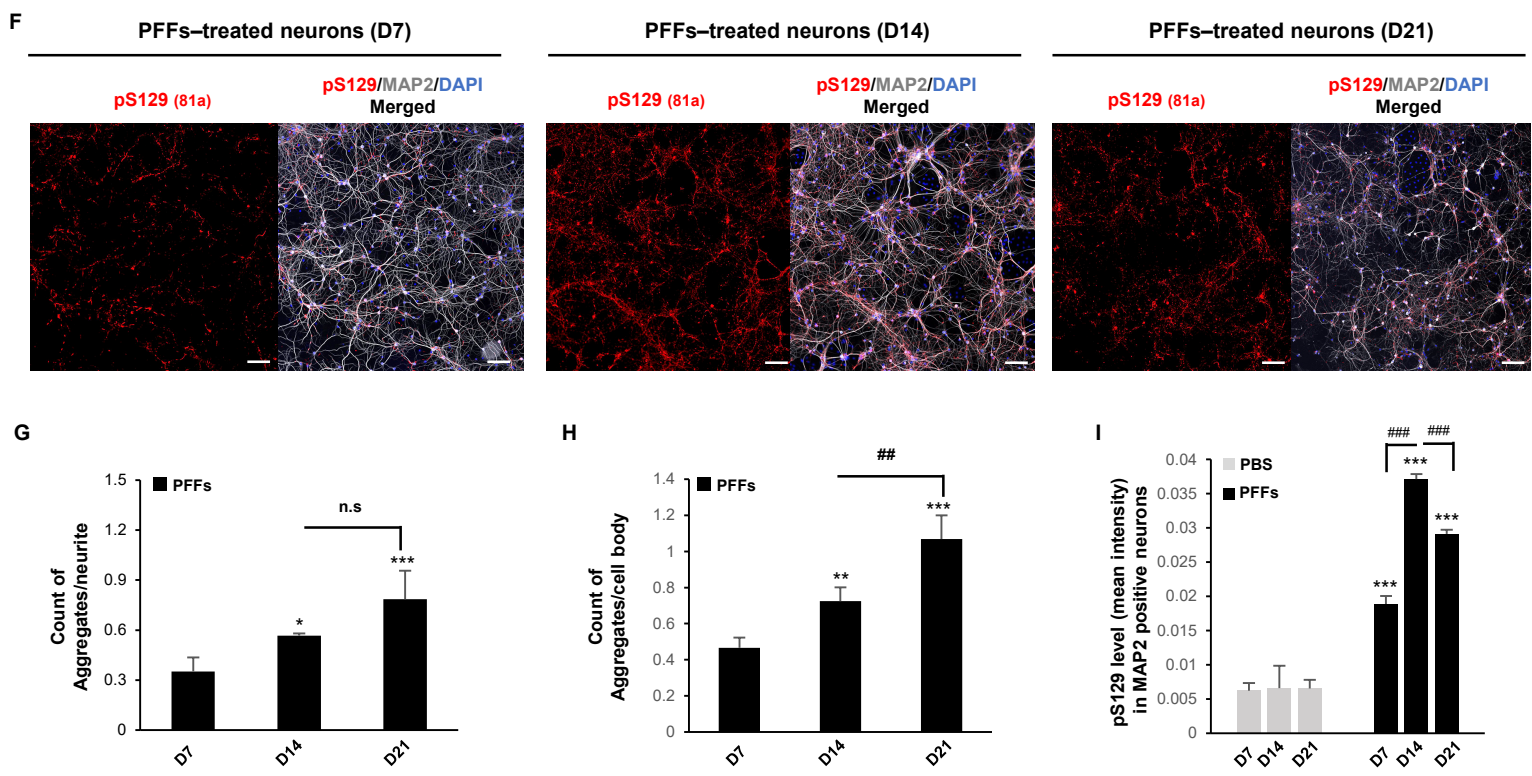 F
PFFs–treated neurons (D7)
PFFs–treated neurons (D14)
PFFs–treated neurons (D21)
pS129 (81a)
pS129/MAP2/DAPI
Merged
pS129 (81a)
pS129/MAP2/DAPI
Merged
pS129 (81a)
pS129/MAP2/DAPI
Merged
G
Count of
Aggregates/neurite
1.5
1.2
0.9
0.6
0.3
0
PFFs
n.s
*
***
D7
D14
D21
H
Count of
Aggregates/cell body
1.4
1.2
1
0.8
0.6
0.4
0.2
0
PFFs
##
**
***
D7
D14
D21
I
pS129 level (mean intensity)
in MAP2 positive neurons
0.04
0.035
0.03
0.025
0.02
0.015
0.01
0.005
0
PBS
PFFs
###
###
***
***
***
D7
D14
D21
D7
D14
D21